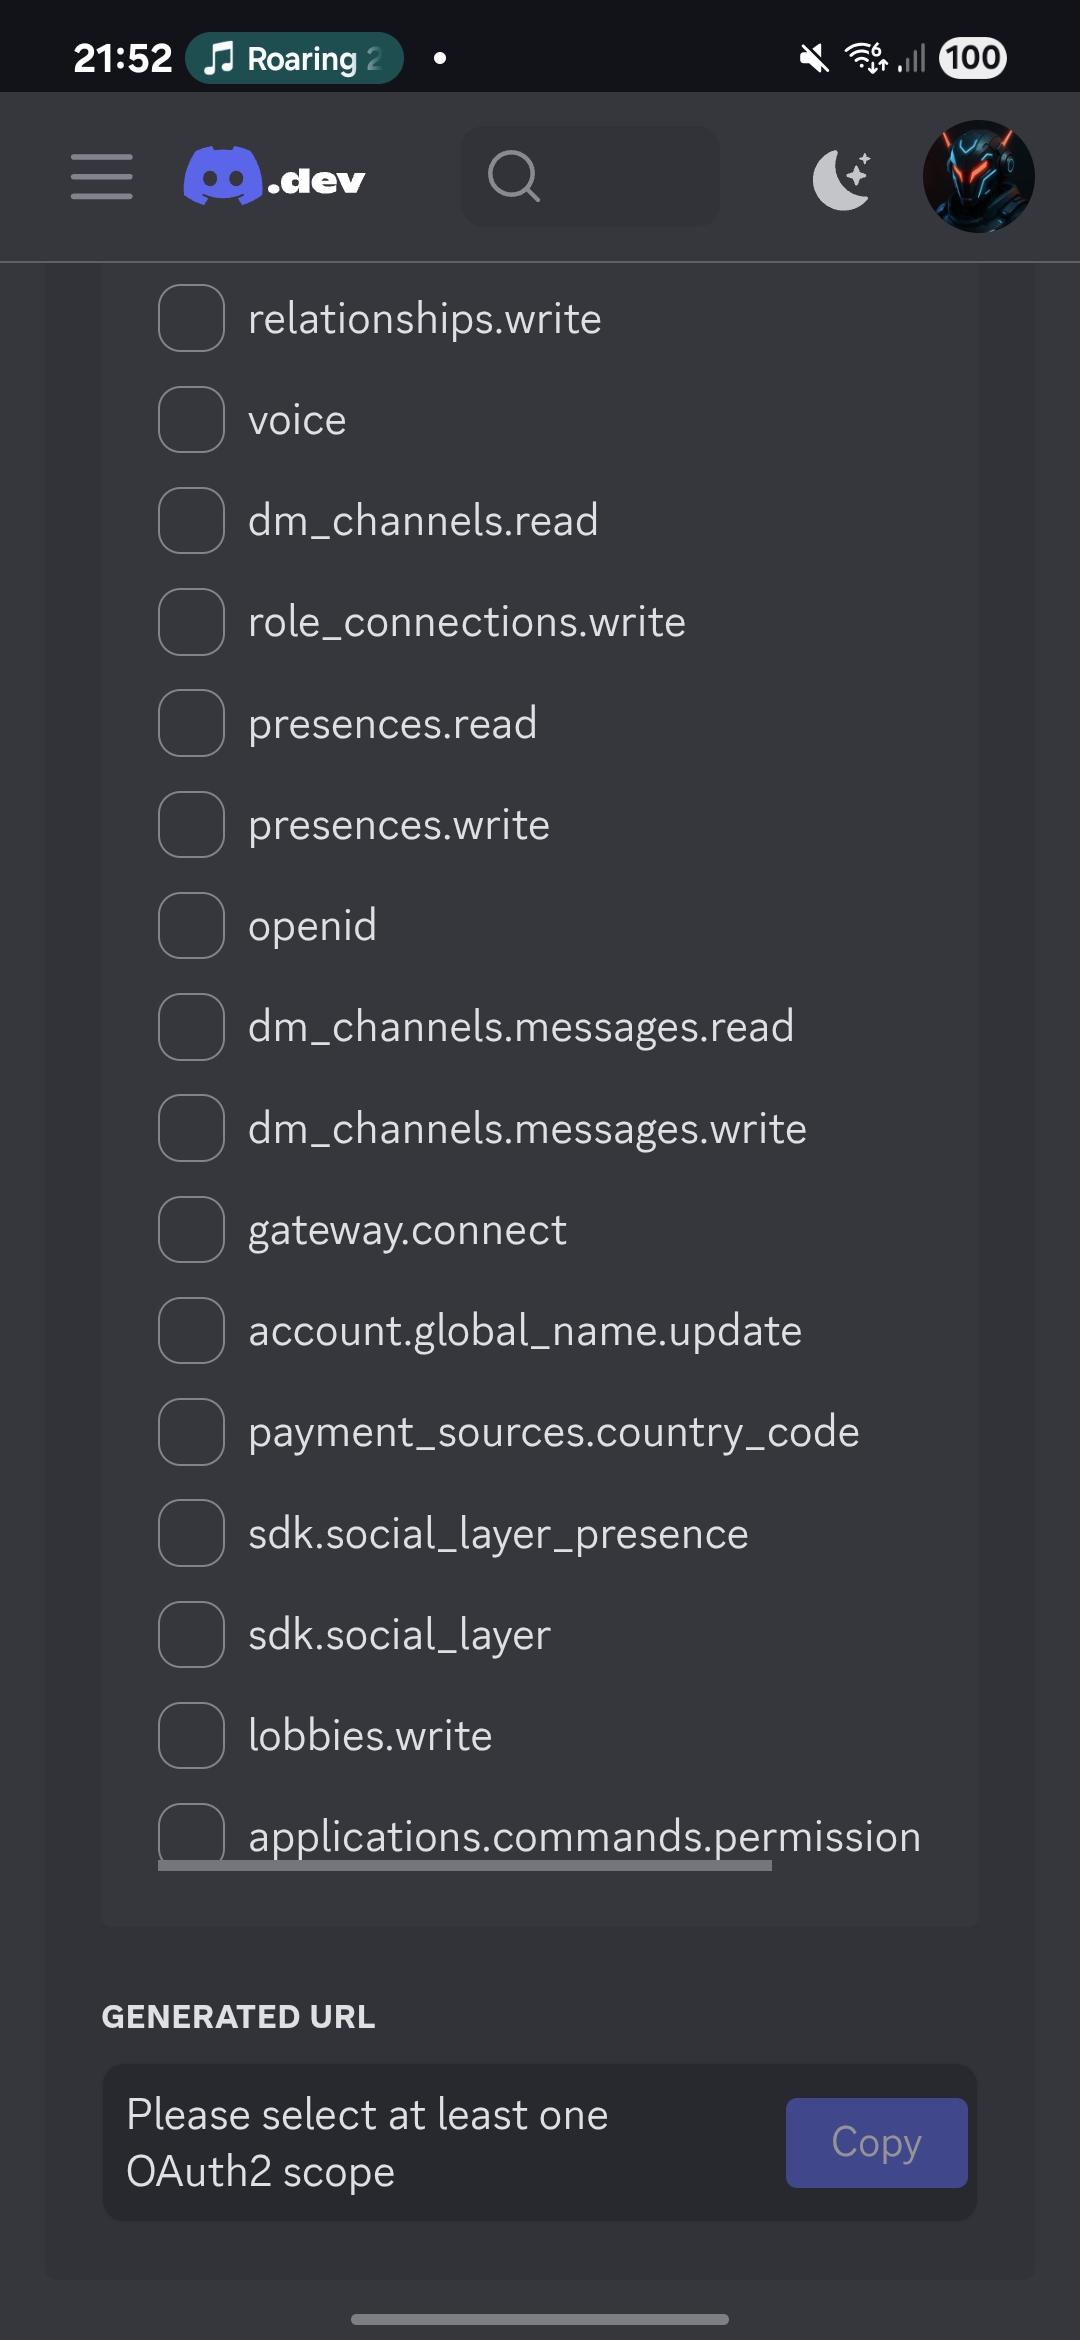 21:52
Roaring 2
6
100
.dev
relationships.write
voice
dm_channels.read
role_connections.write
presences.read
presences.write
openid
dm_channels.messages.read
dm_channels.messages.write
gateway.connect
account.global_name.update
payment_sources.country_code
sdk.social_layer_presence
sdk.social_layer
lobbies.write
applications.commands.permission
GENERATED URL
Please select at least one
OAuth2 scope
Copy